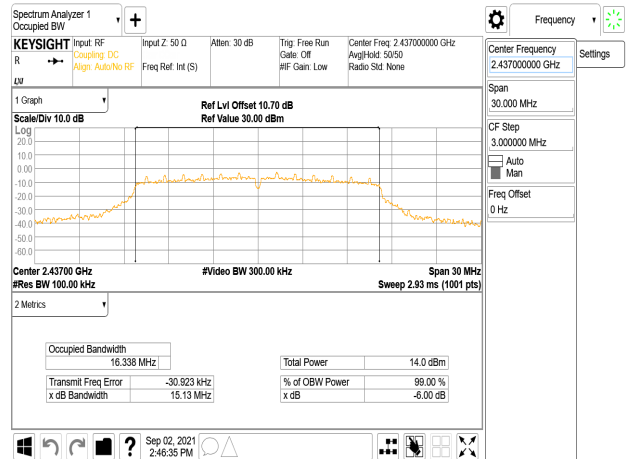 Spectrum Analyzer 1
Occupied BW
Frequency
KEYSIGHT
R
Input: RF
Coupling: DC
Align: Auto/No RF
Input Z: 50 Ω
Freq Ref: Int (S)
Atten: 30 dB
Trig: Free Run
Gate: Off
#IF Gain: Low
Center Freq: 2.437000000 GHz
Avg|Hold: 50/50
Radio Std: None
Center Frequency
2.437000000 GHz
Settings
Span
30.000 MHz
CF Step
3.000000 MHz
Auto
Man
Freq Offset
0 Hz
1 Graph
Scale/Div 10.0 dB
Ref Lvl Offset 10.70 dB
Ref Value 30.00 dBm
Log
20.0
10.0
0.00
-10.0
-20.0
-30.0
-40.0
-50.0
-60.0
Center 2.43700 GHz
#Video BW 300.00 kHz
Span 30 MHz
#Res BW 100.00 kHz
Sweep 2.93 ms (1001 pts)
2 Metrics
Occupied Bandwidth
16.338 MHz
Total Power 14.0 dBm
Transmit Freq Error -30.923 kHz
% of OBW Power 99.00 %
x dB Bandwidth 15.13 MHz
x dB -6.00 dB
?
Sep 02, 2021
2:46:35 PM